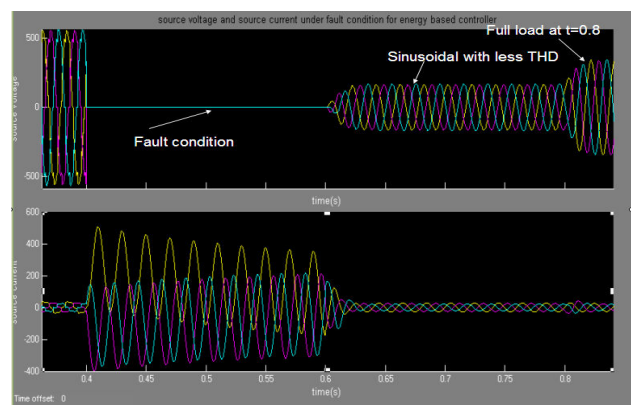 source voltage and source current under fault condition for energy based controller
Full load at t=0.8
Sinusoidal with less THD
Fault condition
500
0
-500
source voltage
time(s)
600
400
200
0
-200
-400
source current
0.4
0.45
0.5
0.55
0.6
0.65
0.7
0.75
0.8
time(s)
Time offset: 0